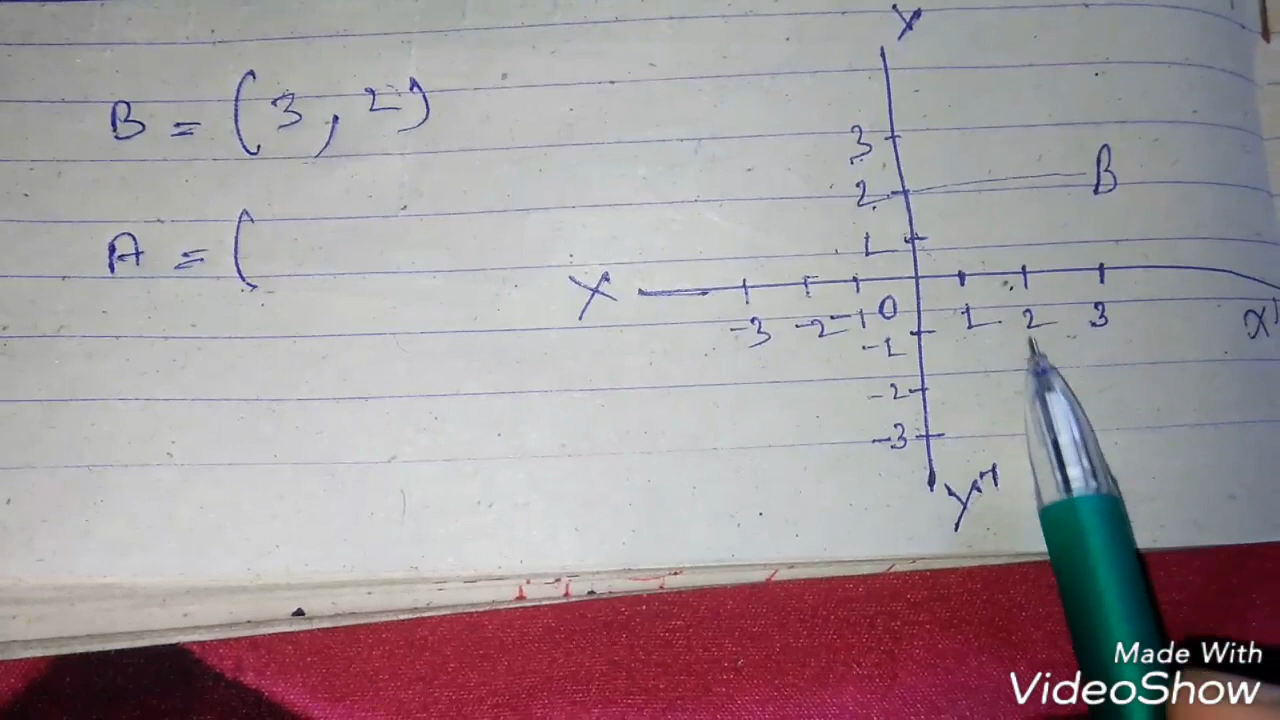 Y
B = (3, 2)
3
2
B
A = (
1
X
-3 -2 -1 0 1 2 3
X'
-1
-2
-3
Y'
Made With
VideoShow